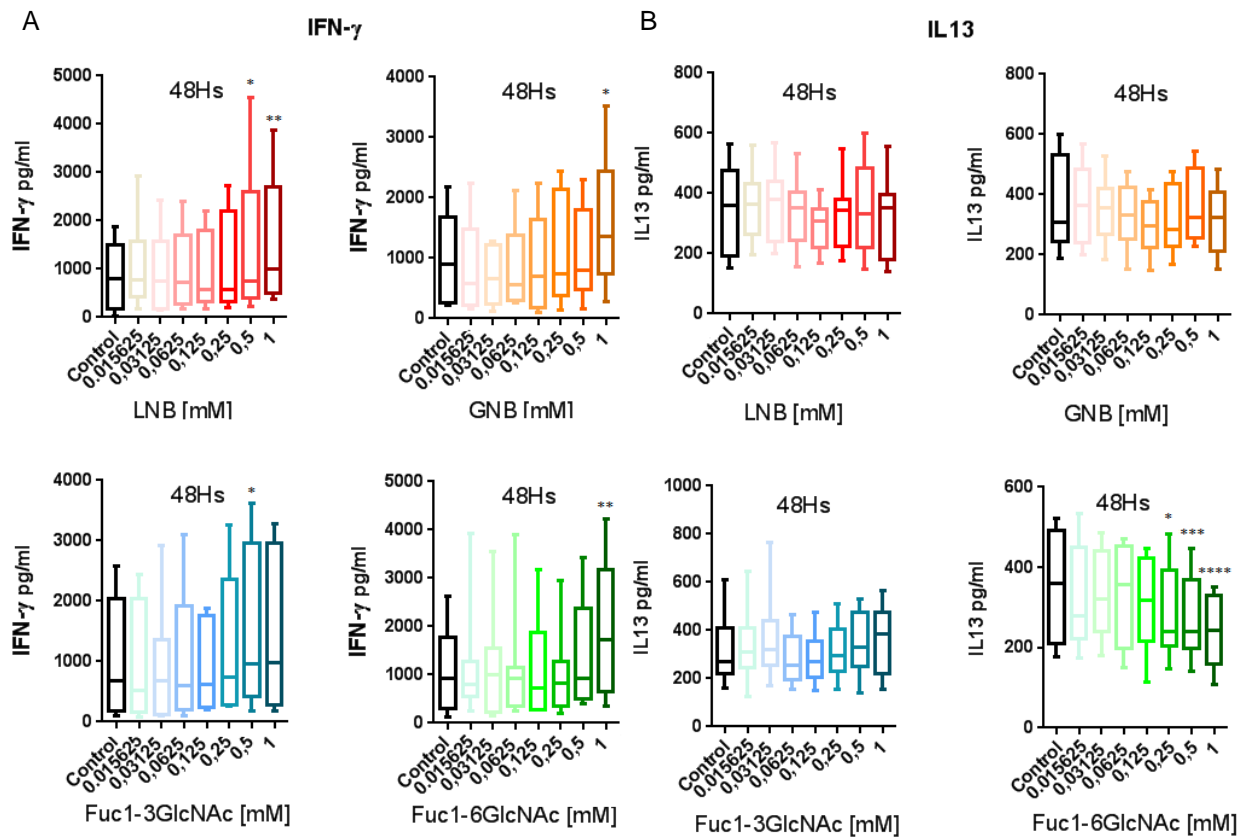 A
IFN-γ
B
IL13
IFN-γ pg/ml
5000
4000
3000
2000
1000
0
48Hs
*
**
Control
0.015625
0,03125
0,0625
0,125
0,25
0,5
1
LNB [mM]
IFN-γ pg/ml
4000
3000
2000
1000
0
48Hs
*
Control
0.015625
0,03125
0,0625
0,125
0,25
0,5
1
GNB [mM]
IL13 pg/ml
800
600
400
200
0
48Hs
Control
0.015625
0,03125
0,0625
0,125
0,25
0,5
1
LNB [mM]
IL13 pg/ml
800
600
400
200
0
48Hs
Control
0.015625
0,03125
0,0625
0,125
0,25
0,5
1
GNB [mM]
IFN-γ pg/ml
4000
3000
2000
1000
0
48Hs
*
Control
0.015625
0,03125
0,0625
0,125
0,25
0,5
1
Fuc1-3GlcNAc [mM]
IFN-γ pg/ml
5000
4000
3000
2000
1000
0
48Hs
**
Control
0.015625
0,03125
0,0625
0,125
0,25
0,5
1
Fuc1-6GlcNAc [mM]
IL13 pg/ml
1000
800
600
400
200
0
48Hs
Control
0.015625
0,03125
0,0625
0,125
0,25
0,5
1
Fuc1-3GlcNAc [mM]
IL13 pg/ml
600
400
200
0
48Hs
*
***
****
Control
0.015625
0,03125
0,0625
0,125
0,25
0,5
1
Fuc1-6GlcNAc [mM]